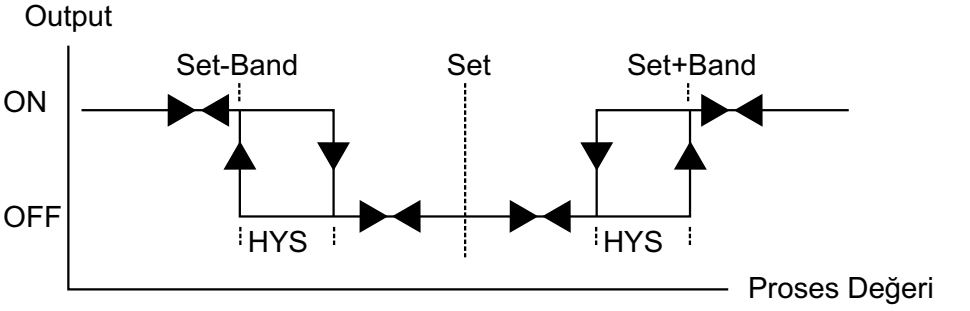 Output
Set-Band
Set
Set+Band
ON
OFF
HYS
HYS
Proses Değeri